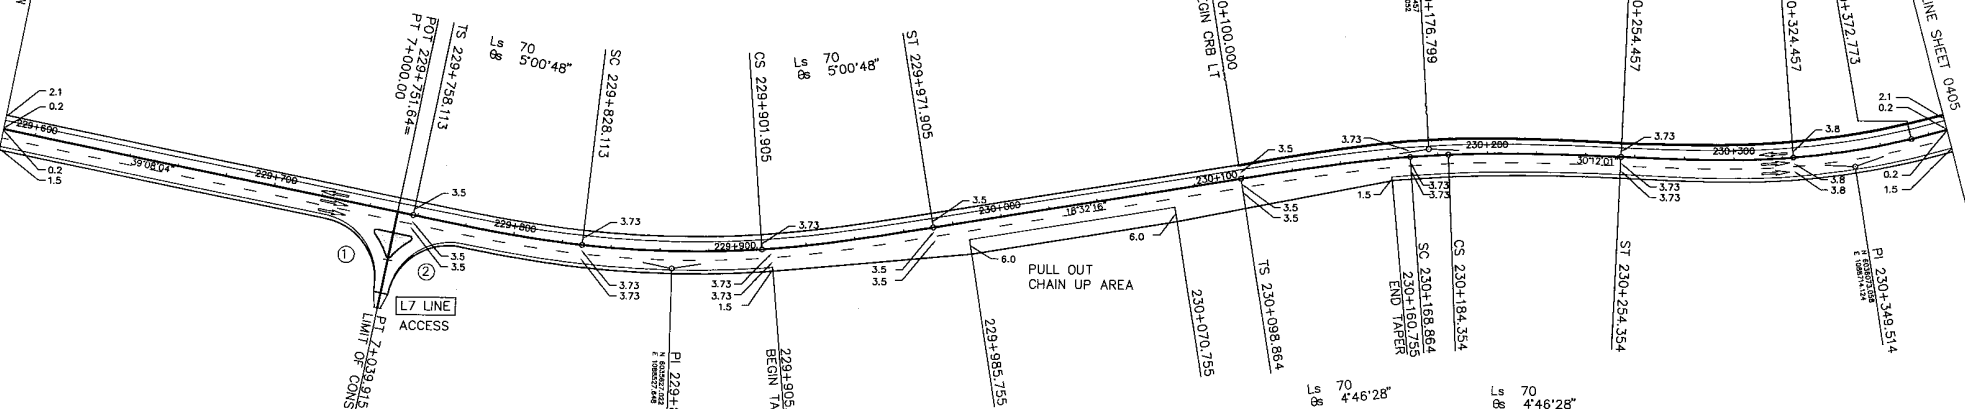 POT 229+751.64=
PT 7+000.00
TS 229+758.113
Ls 70
θs 5°00'48"
SC 229+828.113
CS 229+901.905
Ls 70
θs 5°00'48"
ST 229+971.905
0+100.000
EGIN CRB LT
0+176.799
0+254.457
0+324.457
0+372.773
INE SHEET 0405
2.1
0.2
229+600
0.2
1.5
39°08'04"
229+700
3.5
3.5
3.5
229+800
3.73
3.73
3.73
229+900
3.73
3.73
3.73
1.5
3.5
3.5
3.5
230+000
18°32'16"
6.0
6.0
230+100
3.5
3.5
3.5
3.73
1.5
3.73
3.73
230+200
30°12'01"
3.73
3.73
3.73
230+300
3.8
3.8
3.8
2.1
0.2
0.2
1.5
1
2
L7 LINE
ACCESS
PT 7+039.915
LIMIT OF CONS
PI 229+
229+905
BEGIN TA
PULL OUT
CHAIN UP AREA
229+985.755
230+070.755
TS 230+098.864
END TAPER
230+160.755
SC 230+168.864
CS 230+184.354
ST 230+254.354
PI 230+349.514
Ls 70
θs 4°46'28"
Ls 70
θs 4°46'28"